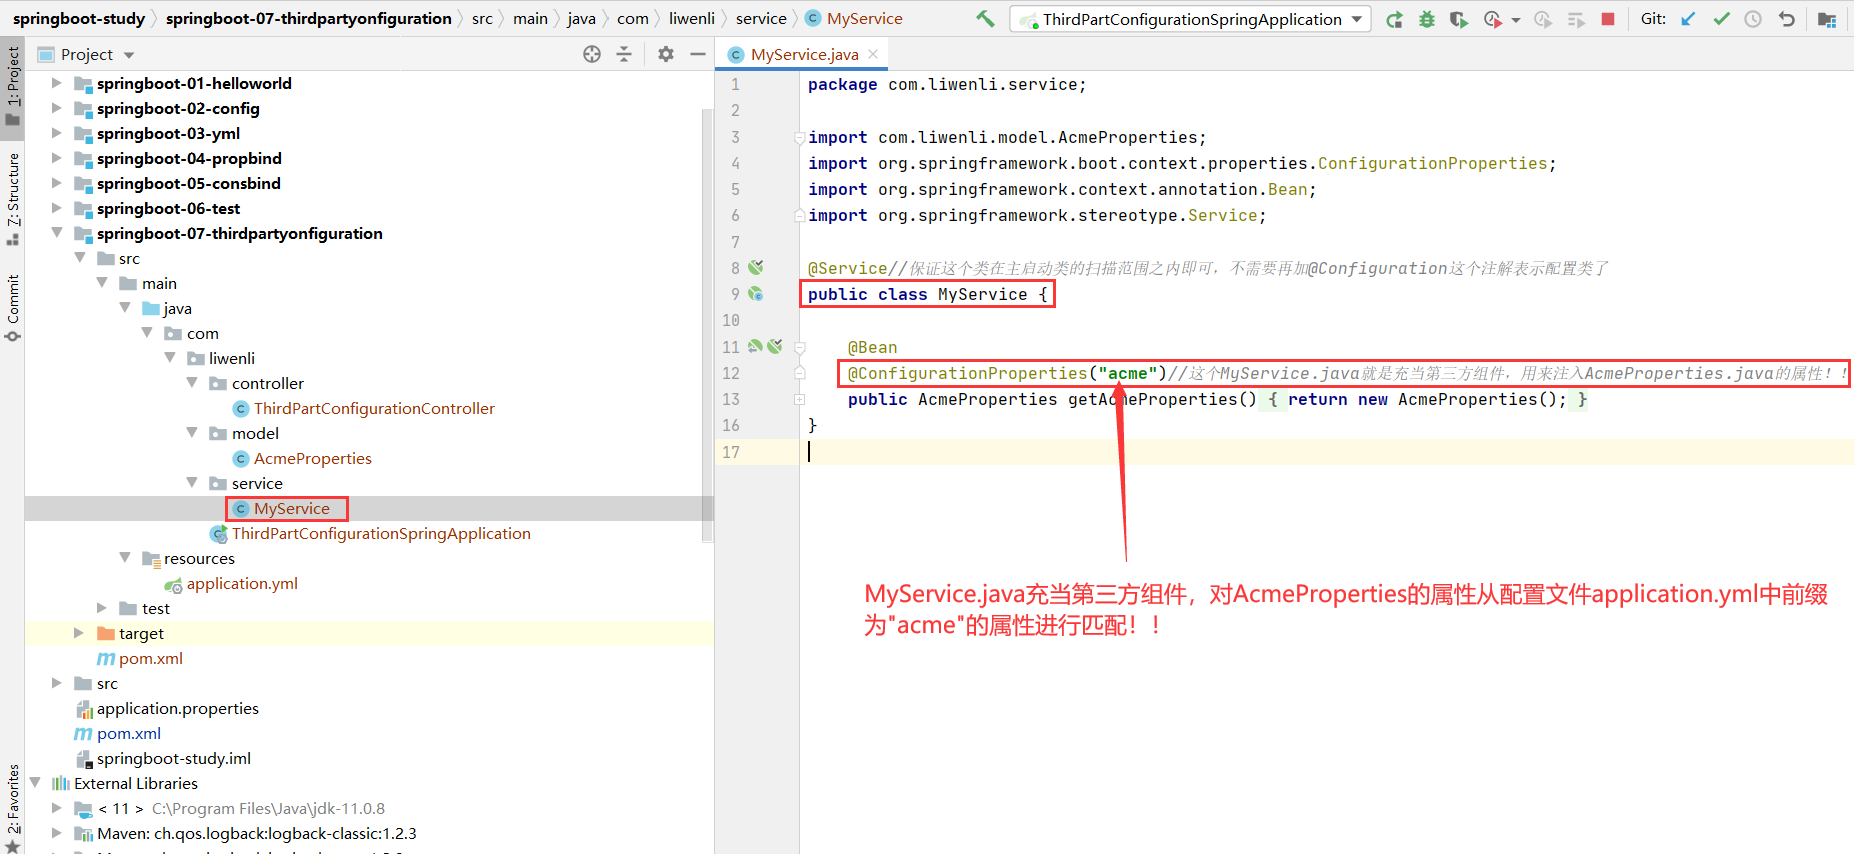 springboot-study > springboot-07-thirdpartyonfiguration > src > main > java > com > liwenli > service > MyService
ThirdPartConfigurationSpringApplication
Git:
1: Project
7: Structure
Commit
2: Favorites
Project
springboot-01-helloworld
springboot-02-config
springboot-03-yml
springboot-04-propbind
springboot-05-consbind
springboot-06-test
springboot-07-thirdpartyonfiguration
src
main
java
com
liwenli
controller
ThirdPartConfigurationController
model
AcmeProperties
service
MyService
ThirdPartConfigurationSpringApplication
resources
application.yml
test
target
pom.xml
src
application.properties
pom.xml
springboot-study.iml
External Libraries
< 11 > C:\Program Files\Java\jdk-11.0.8
Maven: ch.qos.logback:logback-classic:1.2.3
MyService.java
1 package com.liwenli.service;
2
3 import com.liwenli.model.AcmeProperties;
4 import org.springframework.boot.context.properties.ConfigurationProperties;
5 import org.springframework.context.annotation.Bean;
6 import org.springframework.stereotype.Service;
7
8 @Service//保证这个类在主启动类的扫描范围之内即可，不需要再加@Configuration这个注解表示配置类了
9 public class MyService {
10
11 @Bean
12 @ConfigurationProperties("acme")//这个MyService.java就是充当第三方组件，用来注入AcmeProperties.java的属性！！
13 public AcmeProperties getAcmeProperties() { return new AcmeProperties(); }
16 }
17
MyService.java充当第三方组件，对AcmeProperties的属性从配置文件application.yml中前缀
为"acme"的属性进行匹配！！